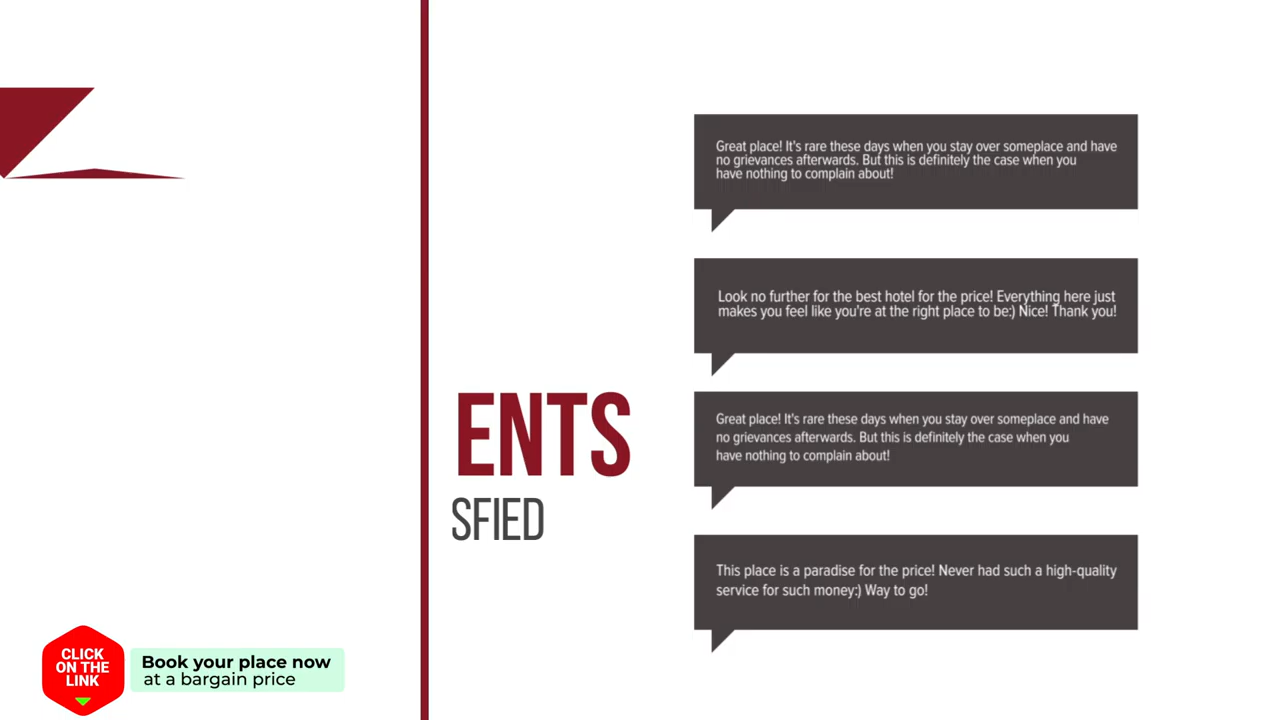 Great place! It's rare these days when you stay over someplace and have
no grievances afterwards. But this is definitely the case when you
have nothing to complain about!
Look no further for the best hotel for the price! Everything here just
makes you feel like you're at the right place to be:) Nice! Thank you!
ENTS
SFIED
Great place! It's rare these days when you stay over someplace and have
no grievances afterwards. But this is definitely the case when you
have nothing to complain about!
This place is a paradise for the price! Never had such a high-quality
service for such money:) Way to go!
CLICK
ON THE
LINK
Book your place now
at a bargain price